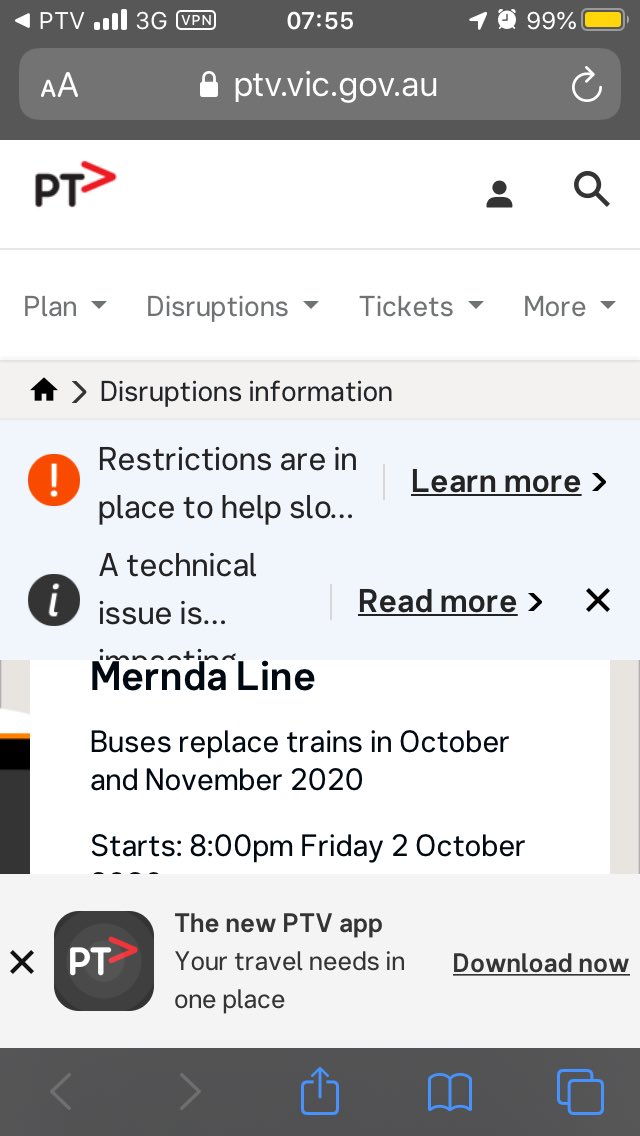 PTV 3G VPN 07:55 99%
AA ptv.vic.gov.au
PT>
Plan Disruptions Tickets More
Disruptions information
! Restrictions are in
place to help slo... Learn more
i A technical
issue is... Read more
impacting
Mernda Line
Buses replace trains in October
and November 2020
Starts: 8:00pm Friday 2 October
The new PTV app
PT> Your travel needs in
one place
Download now